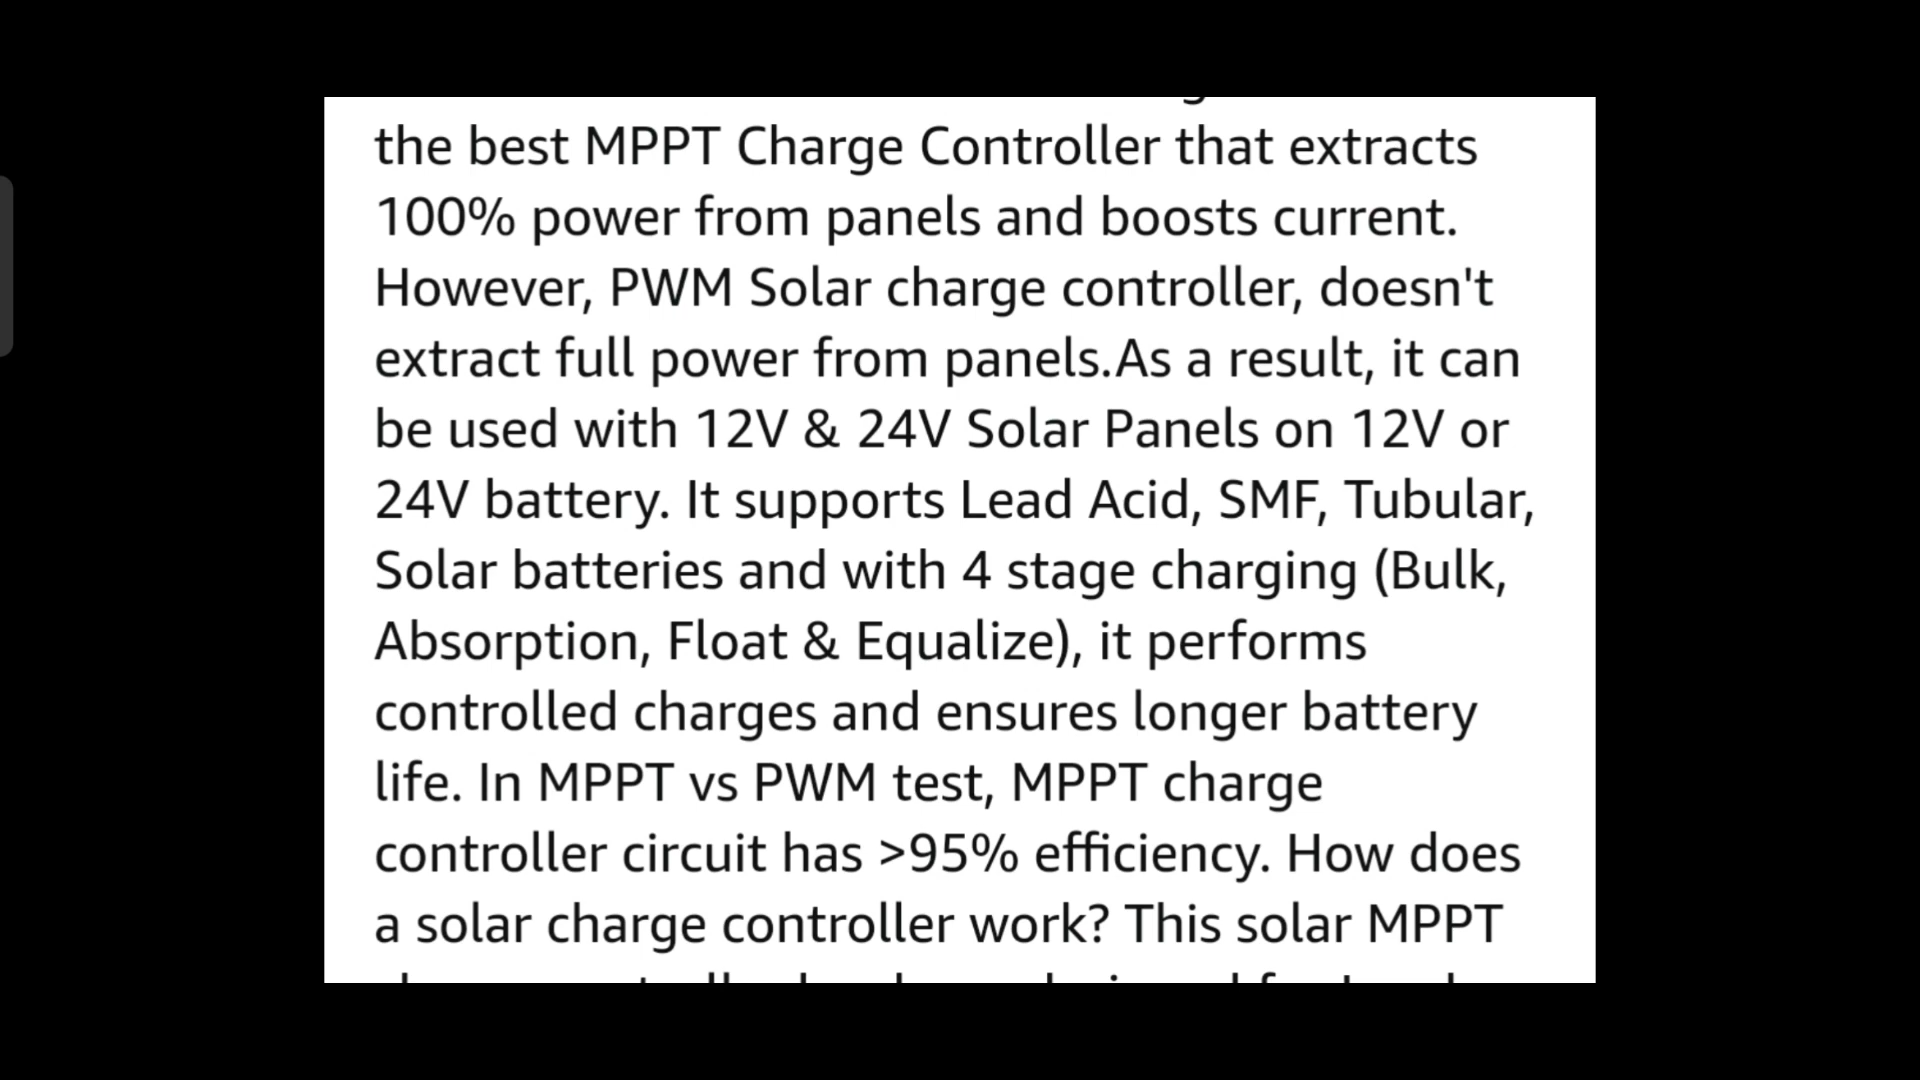 the best MPPT Charge Controller that extracts
100% power from panels and boosts current.
However, PWM Solar charge controller, doesn't
extract full power from panels.As a result, it can
be used with 12V & 24V Solar Panels on 12V or
24V battery. It supports Lead Acid, SMF, Tubular,
Solar batteries and with 4 stage charging (Bulk,
Absorption, Float & Equalize), it performs
controlled charges and ensures longer battery
life. In MPPT vs PWM test, MPPT charge
controller circuit has >95% efficiency. How does
a solar charge controller work? This solar MPPT